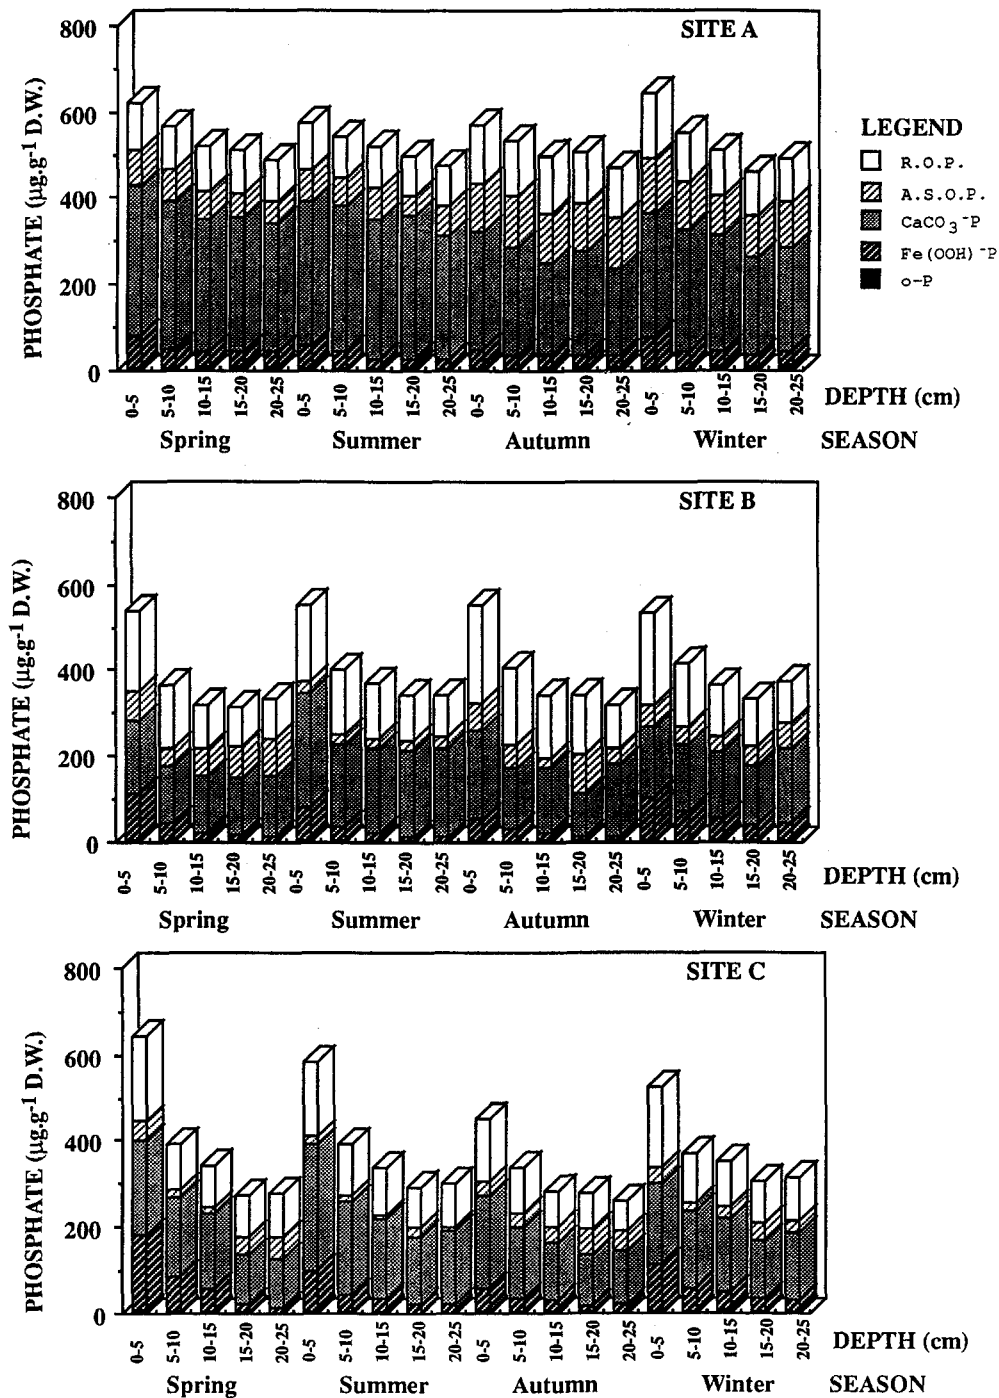 SITE A
PHOSPHATE (µg.g-1 D.W.)
800
600
400
200
0
LEGEND
R.O.P.
A.S.O.P.
CaCO3-P
Fe(OOH)-P
o-P
0-5 5-10 10-15 15-20 20-25 0-5 5-10 10-15 15-20 20-25 0-5 5-10 10-15 15-20 20-25 0-5 5-10 10-15 15-20 20-25 DEPTH (cm)
Spring Summer Autumn Winter SEASON
SITE B
PHOSPHATE (µg.g-1 D.W.)
800
600
400
200
0
0-5 5-10 10-15 15-20 20-25 0-5 5-10 10-15 15-20 20-25 0-5 5-10 10-15 15-20 20-25 0-5 5-10 10-15 15-20 20-25 DEPTH (cm)
Spring Summer Autumn Winter SEASON
SITE C
PHOSPHATE (µg.g-1 D.W.)
800
600
400
200
0
0-5 5-10 10-15 15-20 20-25 0-5 5-10 10-15 15-20 20-25 0-5 5-10 10-15 15-20 20-25 0-5 5-10 10-15 15-20 20-25 DEPTH (cm)
Spring Summer Autumn Winter SEASON